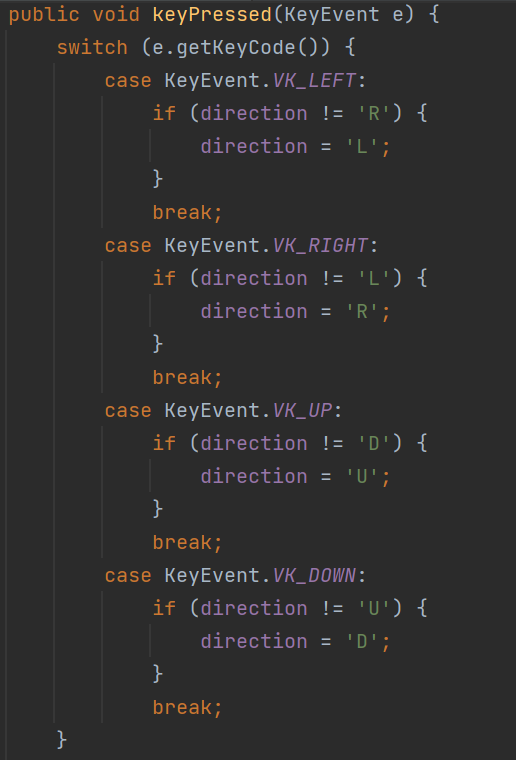 public void keyPressed(KeyEvent e) {
    switch (e.getKeyCode()) {
        case KeyEvent.VK_LEFT:
            if (direction != 'R') {
                direction = 'L';
            }
            break;
        case KeyEvent.VK_RIGHT:
            if (direction != 'L') {
                direction = 'R';
            }
            break;
        case KeyEvent.VK_UP:
            if (direction != 'D') {
                direction = 'U';
            }
            break;
        case KeyEvent.VK_DOWN:
            if (direction != 'U') {
                direction = 'D';
            }
            break;
    }